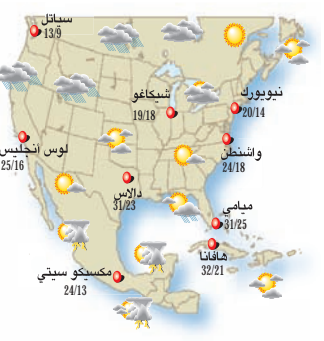 سياتل
13/9
شيكاغو
19/18
نيويورك
20/14
لوس أنجليس
25/16
واشنطن
24/18
دالاس
31/23
ميامي
31/25
هافانا
32/21
مكسيكو سيتي
24/13